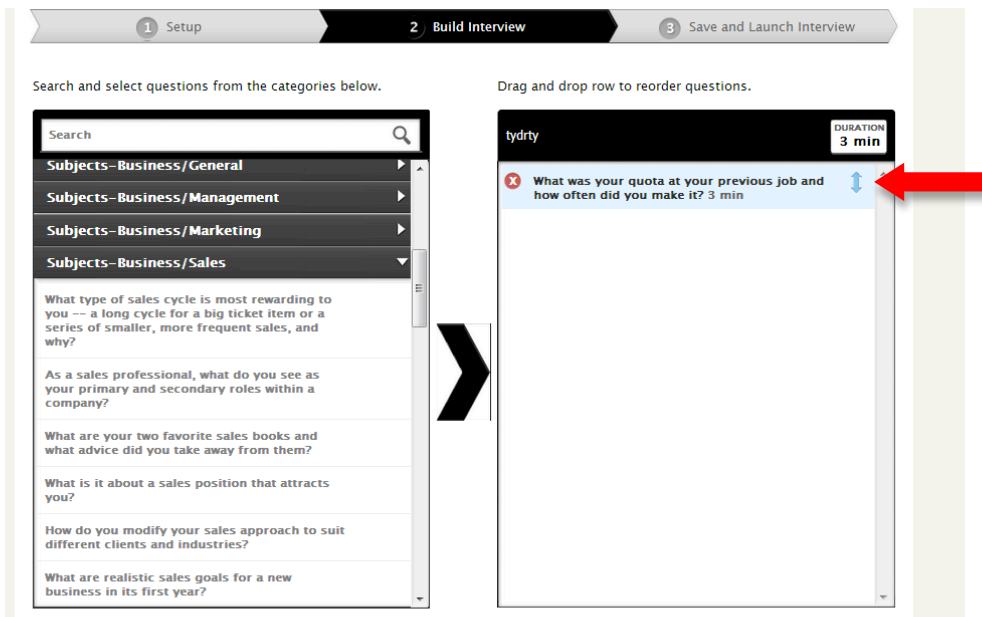 1 Setup
2 Build Interview
3 Save and Launch Interview
Search and select questions from the categories below.
Drag and drop row to reorder questions.
Search
Subjects-Business/General
Subjects-Business/Management
Subjects-Business/Marketing
Subjects-Business/Sales
What type of sales cycle is most rewarding to
you -- a long cycle for a big ticket item or a
series of smaller, more frequent sales, and
why?
As a sales professional, what do you see as
your primary and secondary roles within a
company?
What are your two favorite sales books and
what advice did you take away from them?
What is it about a sales position that attracts
you?
How do you modify your sales approach to suit
different clients and industries?
What are realistic sales goals for a new
business in its first year?
tydrty
DURATION
3 min
X
What was your quota at your previous job and
how often did you make it? 3 min